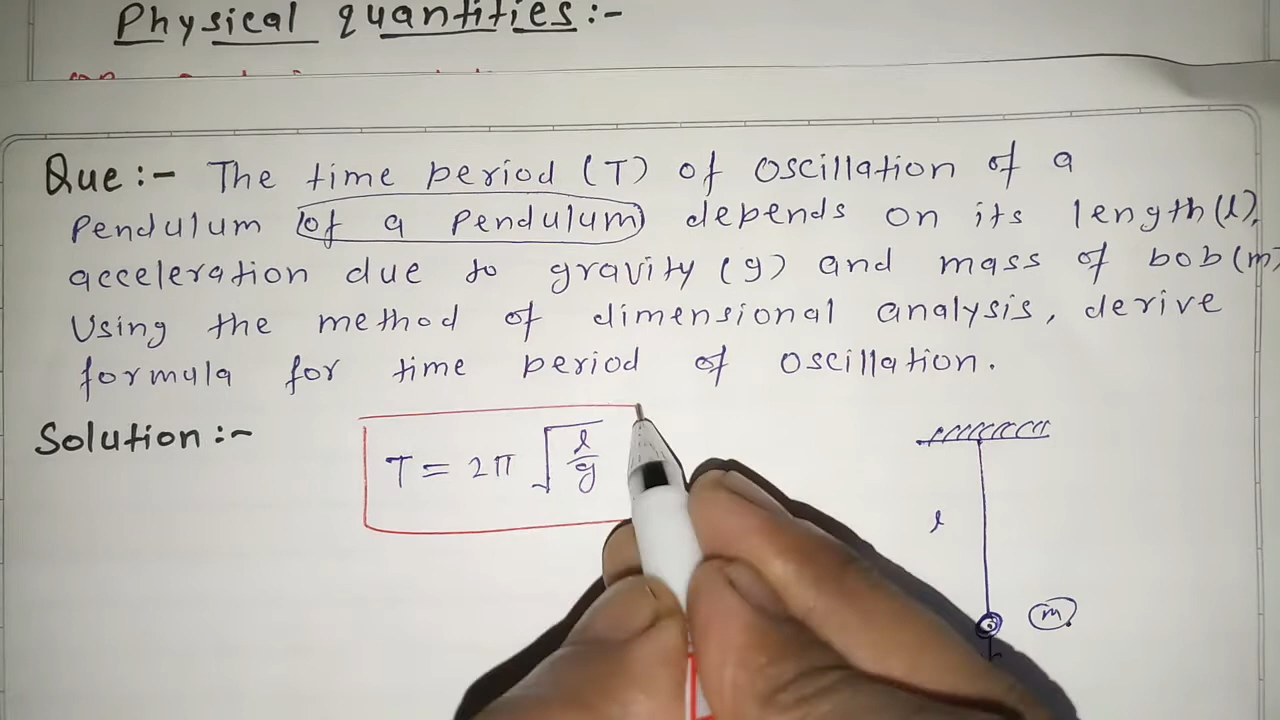 Physical quantities:-
Que:- The time period (T) of oscillation of a
Pendulum of a Pendulum depends on its length(l),
acceleration due to gravity (g) and mass of bob(m)
Using the method of dimensional analysis, derive
formula for time period of oscillation.
Solution:-
T = 2π √l/g
l
m